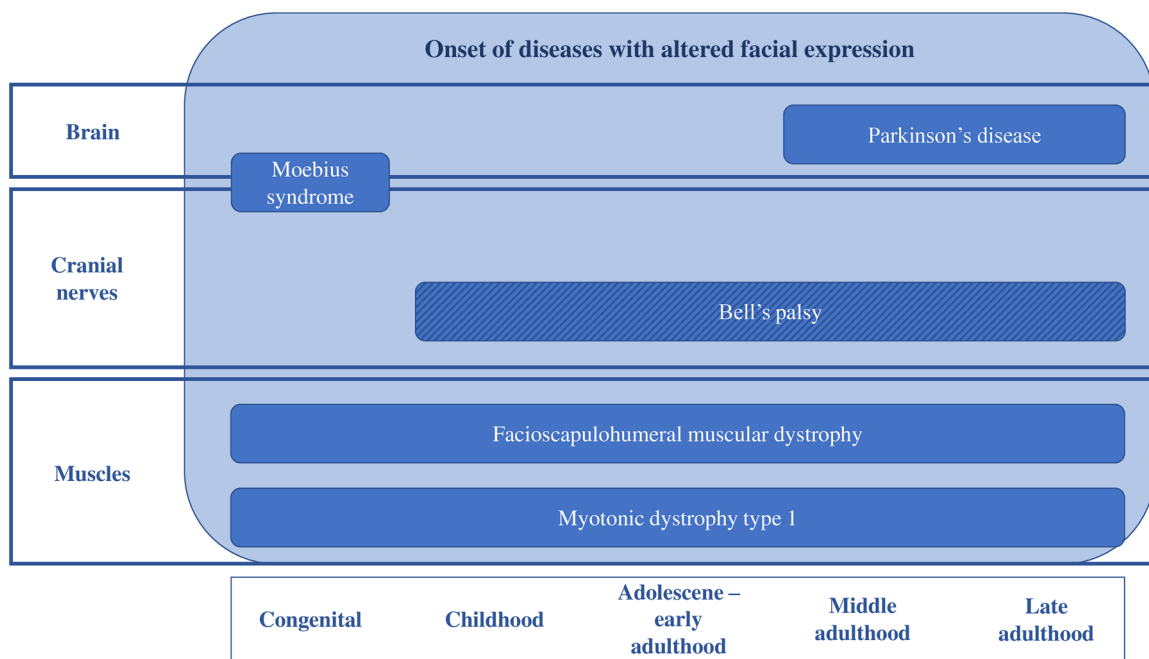 Onset of diseases with altered facial expression
Brain
Parkinson’s disease
Moebius
syndrome
Cranial
nerves
Bell’s palsy
Muscles
Facioscapulohumeral muscular dystrophy
Myotonic dystrophy type 1
Congenital
Childhood
Adolescene –
early
adulthood
Middle
adulthood
Late
adulthood